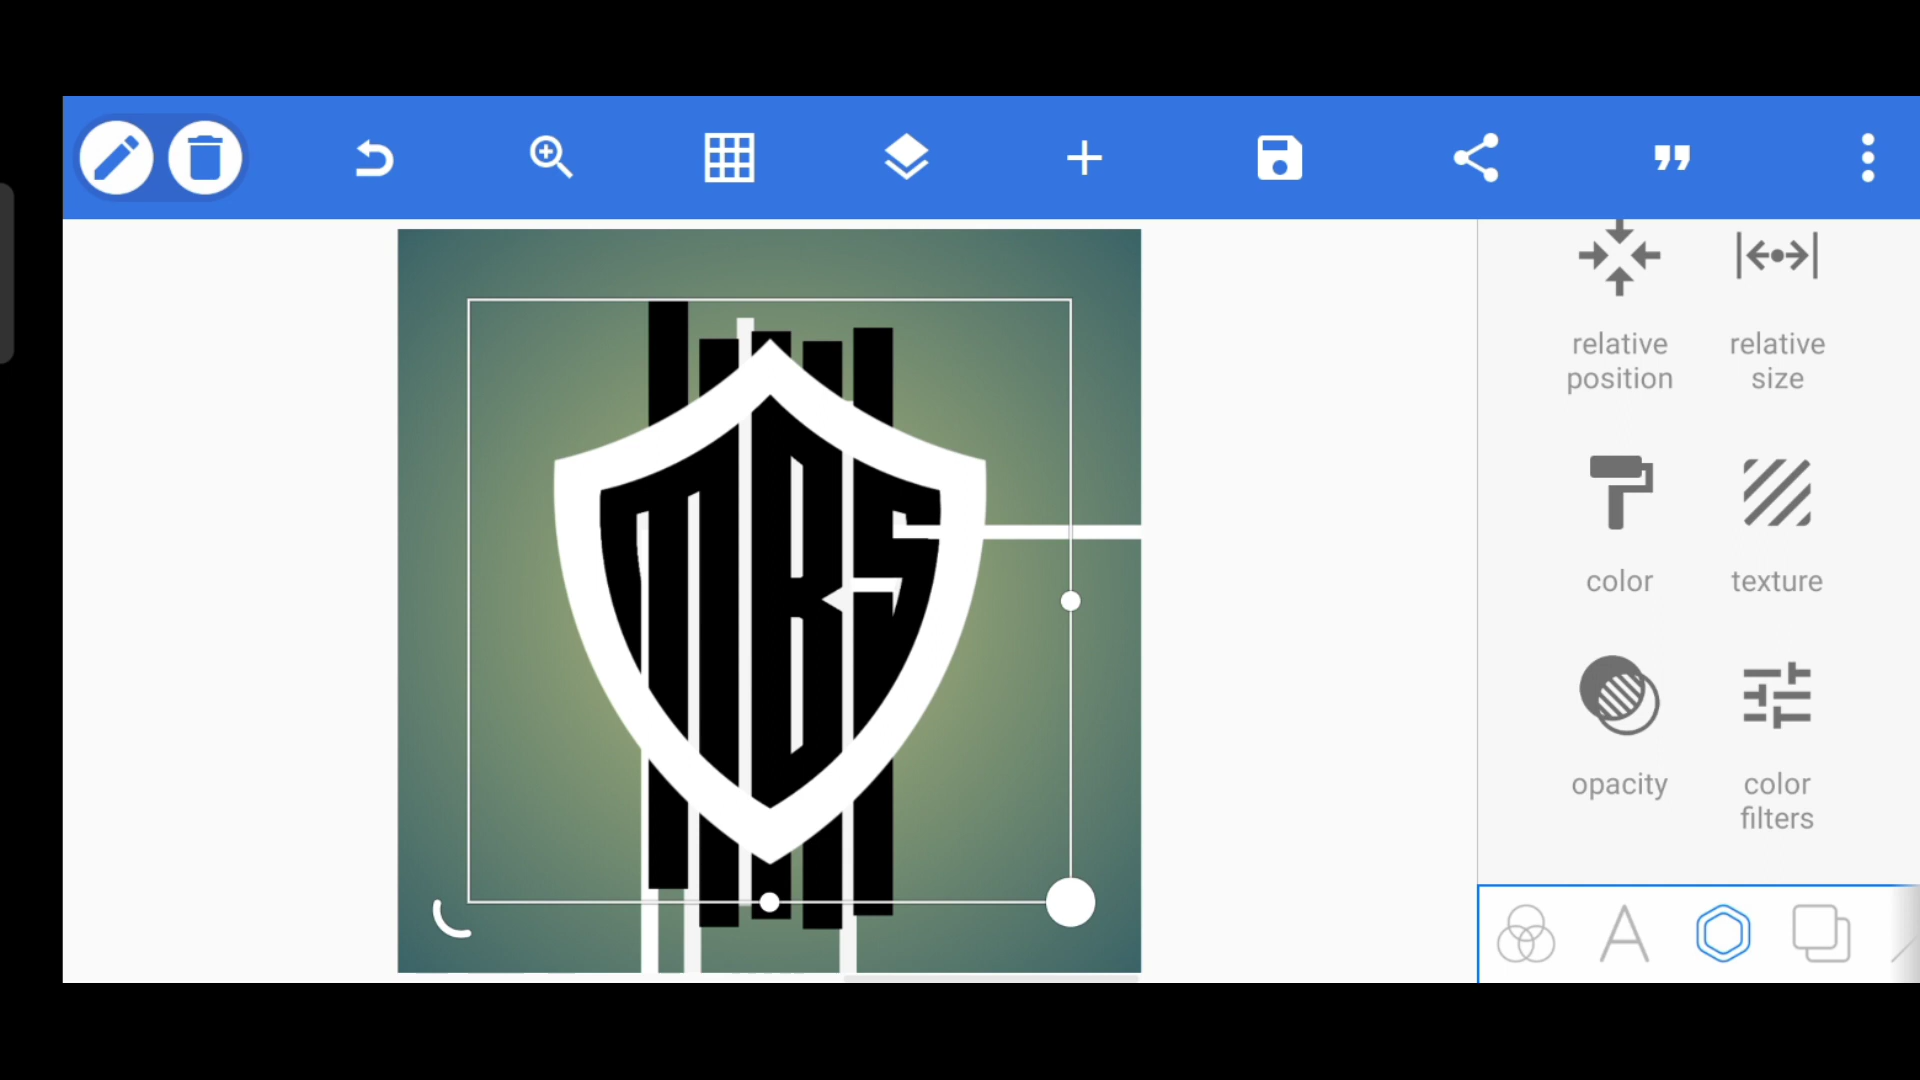 MBS
relative
position
relative
size
color
texture
opacity
color
filters